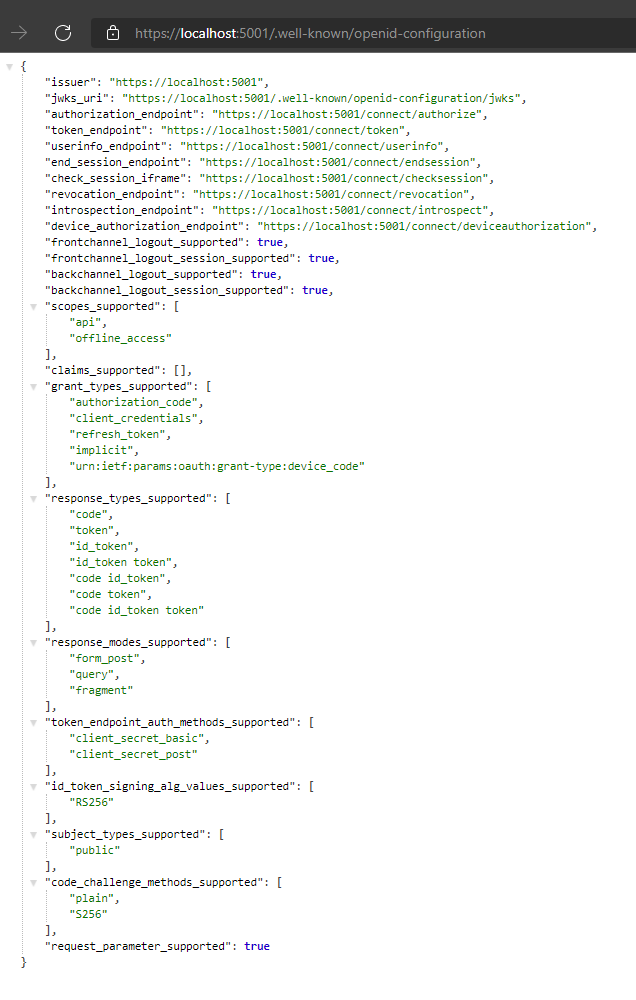 https://localhost:5001/.well-known/openid-configuration
{
"issuer": "https://localhost:5001",
"jwks_uri": "https://localhost:5001/.well-known/openid-configuration/jwks",
"authorization_endpoint": "https://localhost:5001/connect/authorize",
"token_endpoint": "https://localhost:5001/connect/token",
"userinfo_endpoint": "https://localhost:5001/connect/userinfo",
"end_session_endpoint": "https://localhost:5001/connect/endsession",
"check_session_iframe": "https://localhost:5001/connect/checksession",
"revocation_endpoint": "https://localhost:5001/connect/revocation",
"introspection_endpoint": "https://localhost:5001/connect/introspect",
"device_authorization_endpoint": "https://localhost:5001/connect/deviceauthorization",
"frontchannel_logout_supported": true,
"frontchannel_logout_session_supported": true,
"backchannel_logout_supported": true,
"backchannel_logout_session_supported": true,
"scopes_supported": [
"api",
"offline_access"
],
"claims_supported": [],
"grant_types_supported": [
"authorization_code",
"client_credentials",
"refresh_token",
"implicit",
"urn:ietf:params:oauth:grant-type:device_code"
],
"response_types_supported": [
"code",
"token",
"id_token",
"id_token token",
"code id_token",
"code token",
"code id_token token"
],
"response_modes_supported": [
"form_post",
"query",
"fragment"
],
"token_endpoint_auth_methods_supported": [
"client_secret_basic",
"client_secret_post"
],
"id_token_signing_alg_values_supported": [
"RS256"
],
"subject_types_supported": [
"public"
],
"code_challenge_methods_supported": [
"plain",
"S256"
],
"request_parameter_supported": true
}